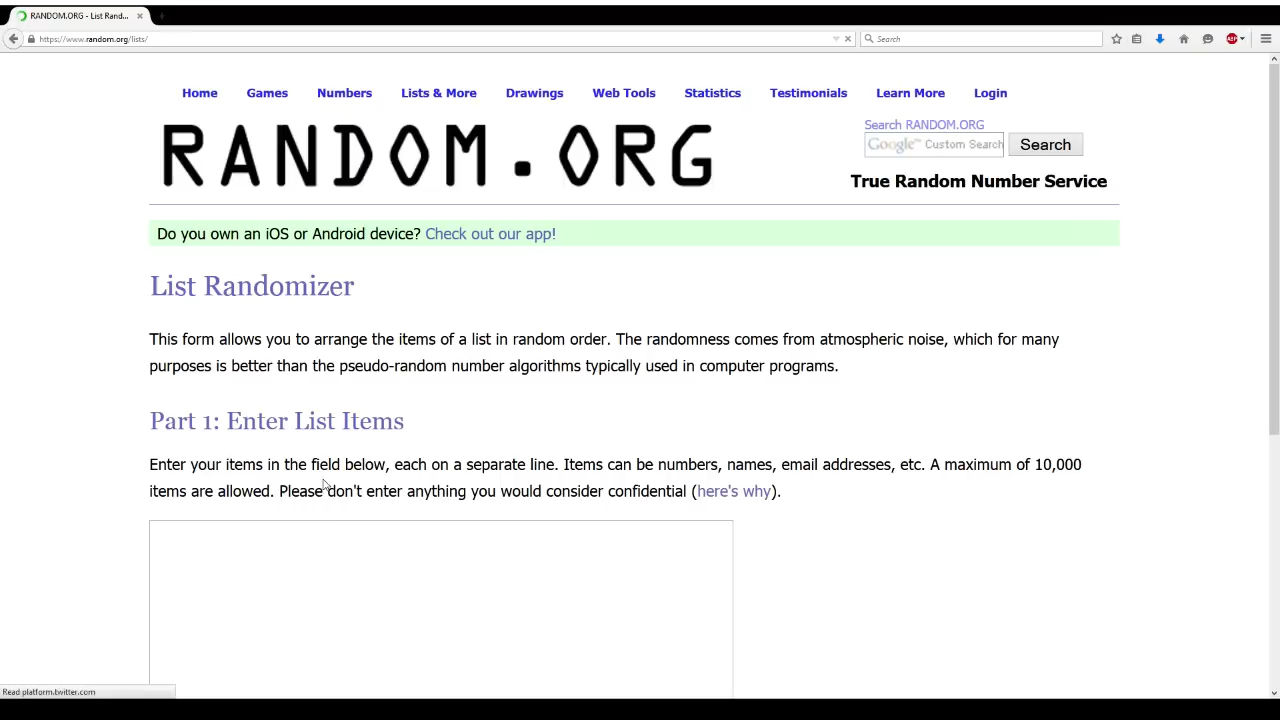 RANDOM.ORG - List Rand...
https://www.random.org/lists/
Search
Home Games Numbers Lists & More Drawings Web Tools Statistics Testimonials Learn More Login
RANDOM.ORG
Search RANDOM.ORG
Google™ Custom Search
Search
True Random Number Service
Do you own an iOS or Android device? Check out our app!
List Randomizer
This form allows you to arrange the items of a list in random order. The randomness comes from atmospheric noise, which for many
purposes is better than the pseudo-random number algorithms typically used in computer programs.
Part 1: Enter List Items
Enter your items in the field below, each on a separate line. Items can be numbers, names, email addresses, etc. A maximum of 10,000
items are allowed. Please don't enter anything you would consider confidential (here's why).
Read platform.twitter.com